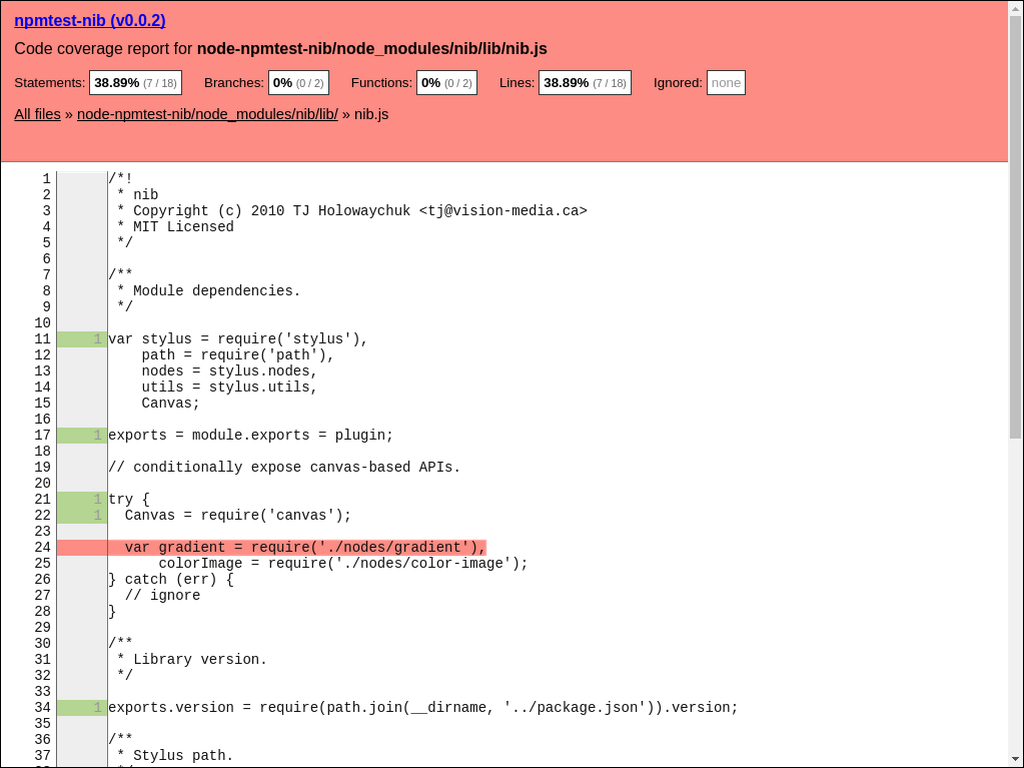 npmtest-nib (v0.0.2)
Code coverage report for node-npmtest-nib/node_modules/nib/lib/nib.js
Statements: 38.89% (7 / 18) Branches: 0% (0 / 2) Functions: 0% (0 / 2) Lines: 38.89% (7 / 18) Ignored: none
All files » node-npmtest-nib/node_modules/nib/lib/ » nib.js
1 /*!
2 * nib
3 * Copyright (c) 2010 TJ Holowaychuk <tj@vision-media.ca>
4 * MIT Licensed
5 */
6
7 /**
8 * Module dependencies.
9 */
10
11 1 var stylus = require('stylus'),
12 path = require('path'),
13 nodes = stylus.nodes,
14 utils = stylus.utils,
15 Canvas;
16
17 1 exports = module.exports = plugin;
18
19 // conditionally expose canvas-based APIs.
20
21 1 try {
22 1 Canvas = require('canvas');
23
24 var gradient = require('./nodes/gradient'),
25 colorImage = require('./nodes/color-image');
26 } catch (err) {
27 // ignore
28 }
29
30 /**
31 * Library version.
32 */
33
34 1 exports.version = require(path.join(__dirname, '../package.json')).version;
35
36 /**
37 * Stylus path.